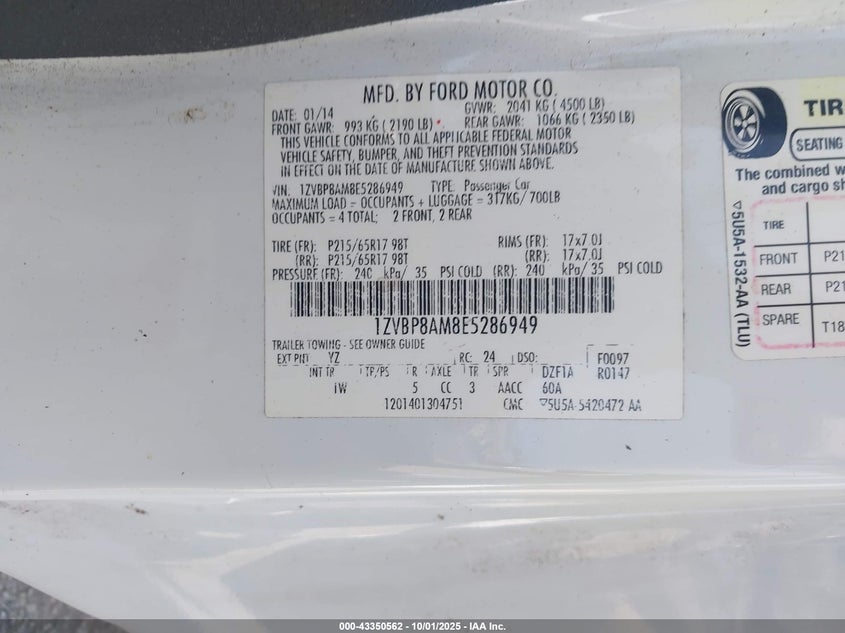 MFD. BY FORD MOTOR CO.
DATE: 01/14 GVWR: 2041 KG ( 4500 LB)
FRONT GAWR: 993 KG ( 2190 LB) REAR GAWR: 1066 KG ( 2350 LB)
THIS VEHICLE CONFORMS TO ALL APPLICABLE FEDERAL MOTOR
VEHICLE SAFETY, BUMPER, AND THEFT PREVENTION STANDARDS
IN EFFECT ON THE DATE OF MANUFACTURE SHOWN ABOVE.
VIN: 1ZVBP8AM8E5286949 TYPE: Passenger Car
MAXIMUM LOAD = OCCUPANTS + LUGGAGE = 317KG/ 700LB
OCCUPANTS = 4 TOTAL; 2 FRONT, 2 REAR
TIRE (FR): P215/65R17 98T RIMS (FR): 17x7.0J
(RR): P215/65R17 98T (RR): 17x7.0J
PRESSURE (FR): 240 kPa/ 35 PSI COLD (RR): 240 kPa/ 35 PSI COLD
1ZVBP8AM8E5286949
TRAILER TOWING - SEE OWNER GUIDE
EXT PNT: YZ RC: 24 DSO: F0097
INT TR TP/PS R AXLE TR SPR DZF1A R0147
IW 5 CC 3 AACC 60A
1201401304751 CMC ▽5U5A-5420472 AA
TIR
SEATING
The combined w
and cargo sh
TIRE
FRONT P21
REAR P21
SPARE T18
▽5U5A-1532-AA (TLU)
000-43350562 - 10/01/2025 - IAA Inc.